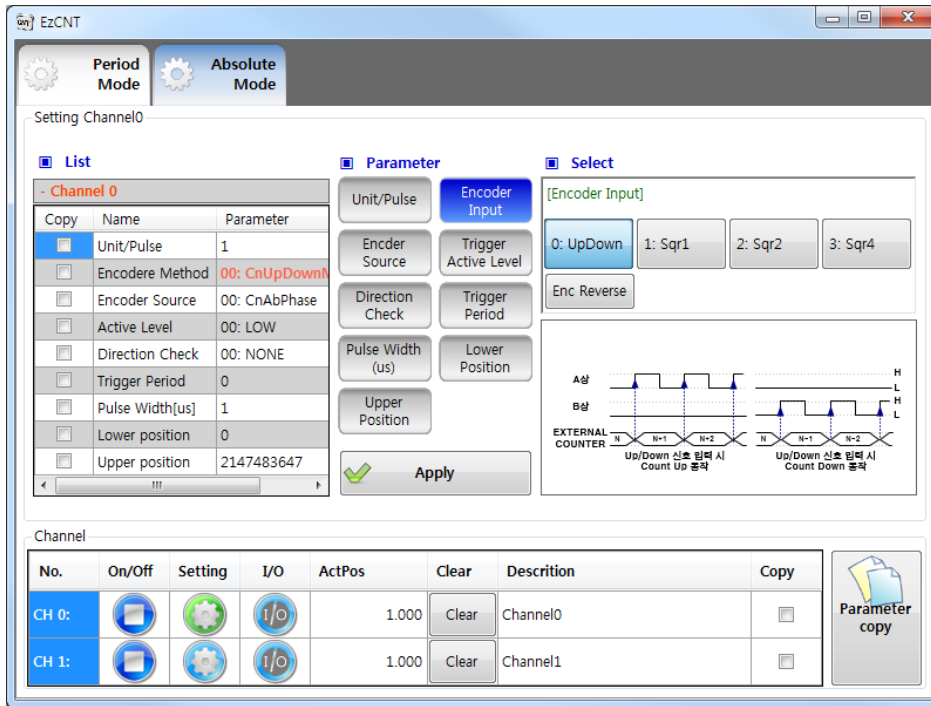 EzCNT
Period Mode
Absolute Mode
Setting Channel0
List
- Channel 0
Copy Name Parameter
Unit/Pulse 1
Encodere Method 00: CnUpDownM
Encoder Source 00: CnAbPhase
Active Level 00: LOW
Direction Check 00: NONE
Trigger Period 0
Pulse Width[us] 1
Lower position 0
Upper position 2147483647
Parameter
Unit/Pulse
Encoder Input
Encder Source
Trigger Active Level
Direction Check
Trigger Period
Pulse Width (us)
Lower Position
Upper Position
Apply
Select
[Encoder Input]
0: UpDown 1: Sqr1 2: Sqr2 3: Sqr4
Enc Reverse
A상 H
L
B상 H
L
EXTERNAL COUNTER N N+1 N+2 N N-1 N-2
Up/Down 신호 입력 시 Count Up 동작
Up/Down 신호 입력 시 Count Down 동작
Channel
No. On/Off Setting I/O ActPos Clear Descrition Copy
CH 0: I/O 1.000 Clear Channel0
CH 1: I/O 1.000 Clear Channel1
Parameter copy